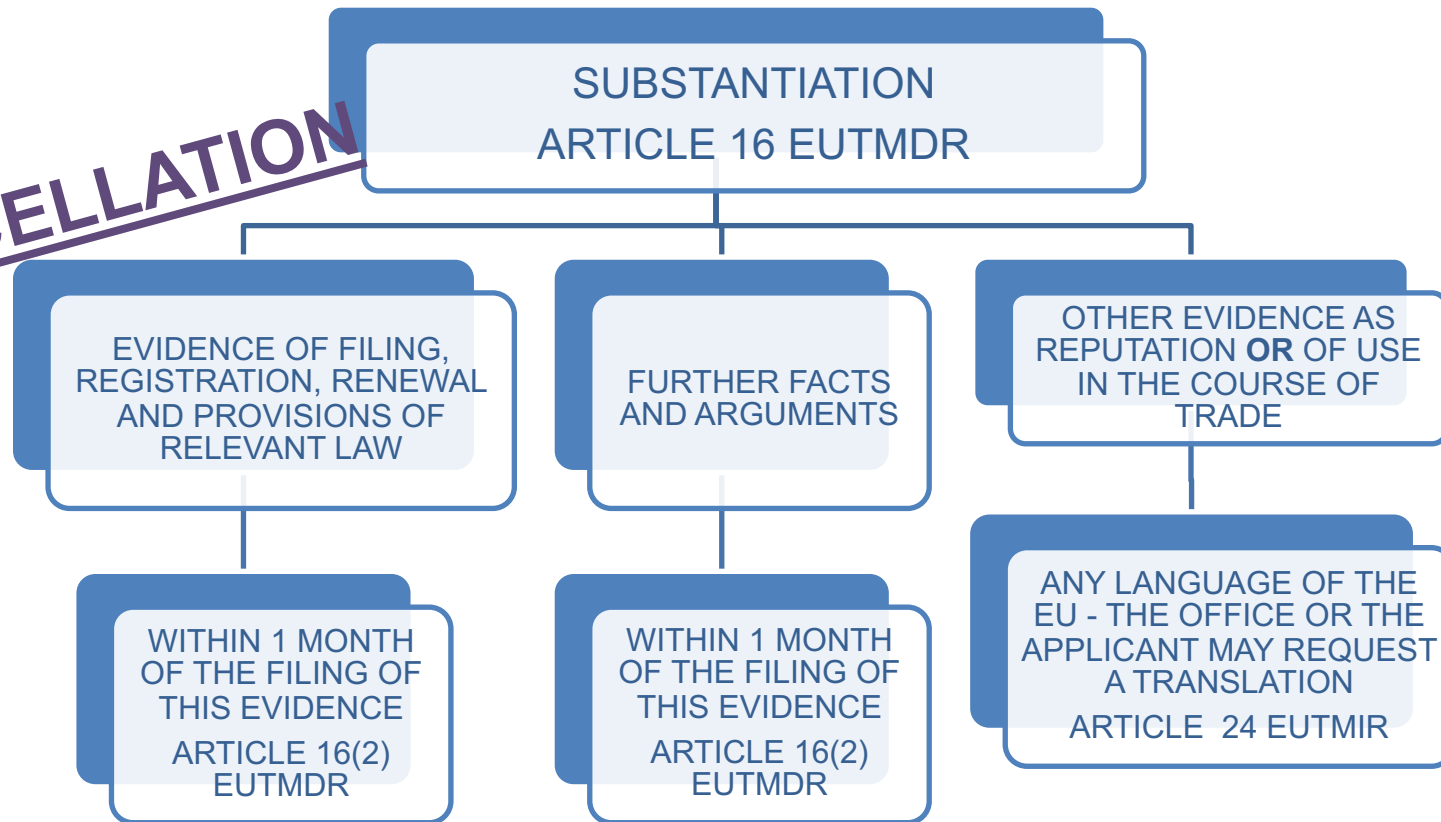 SUBSTANTIATION
ARTICLE 16 EUTMDR
CELLATION
EVIDENCE OF FILING,
REGISTRATION, RENEWAL
AND PROVISIONS OF
RELEVANT LAW
FURTHER FACTS
AND ARGUMENTS
OTHER EVIDENCE AS
REPUTATION OR OF USE
IN THE COURSE OF
TRADE
WITHIN 1 MONTH
OF THE FILING OF
THIS EVIDENCE
ARTICLE 16(2)
EUTMDR
WITHIN 1 MONTH
OF THE FILING OF
THIS EVIDENCE
ARTICLE 16(2)
EUTMDR
ANY LANGUAGE OF THE
EU - THE OFFICE OR THE
APPLICANT MAY REQUEST
A TRANSLATION
ARTICLE 24 EUTMIR